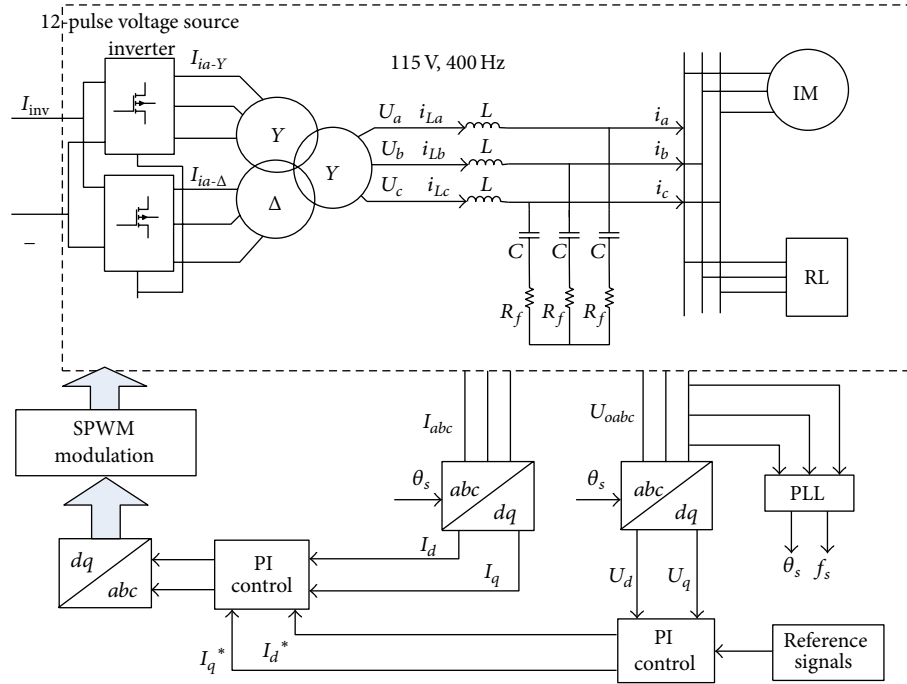 12-pulse voltage source
inverter
I_ia-Y
115 V, 400 Hz
I_inv
IM
U_a i_La L
i_a
Y
U_b i_Lb L
i_b
Y
I_ia-Δ
U_c i_Lc L
i_c
Δ
−
C C C
RL
R_f R_f R_f
I_abc
U_oabc
SPWM
modulation
θ_s
abc
dq
θ_s
abc
dq
PLL
θ_s f_s
I_d
I_q
dq
abc
PI
control
U_d U_q
I_q* I_d*
PI
control
Reference
signals